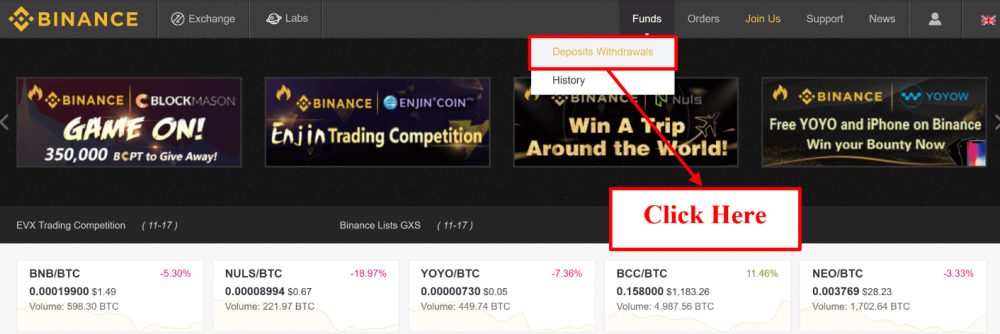 BINANCE
Exchange
Labs
Funds
Orders
Join Us
Support
News
Deposits Withdrawals
History
BINANCE BLOCKMASON
GAME ON!
350,000 BCPT to Give Away!
BINANCE ENJIN COIN
Enjin Trading Competition
BINANCE Nuls
Win A Trip
Around the World!
BINANCE YOYOW
Free YOYO and iPhone on Binance
Win your Bounty Now
Click Here
EVX Trading Competition ( 11-17 )
Binance Lists GXS ( 11-17 )
BNB/BTC -5.30%
0.00019900 $1.49
Volume: 598.30 BTC
NULS/BTC -18.97%
0.00008994 $0.67
Volume: 221.97 BTC
YOYO/BTC -7.36%
0.00000730 $0.05
Volume: 449.74 BTC
BCC/BTC 11.46%
0.158000 $1,183.26
Volume: 4,987.56 BTC
NEO/BTC -3.33%
0.003769 $28.23
Volume: 1,702.64 BTC